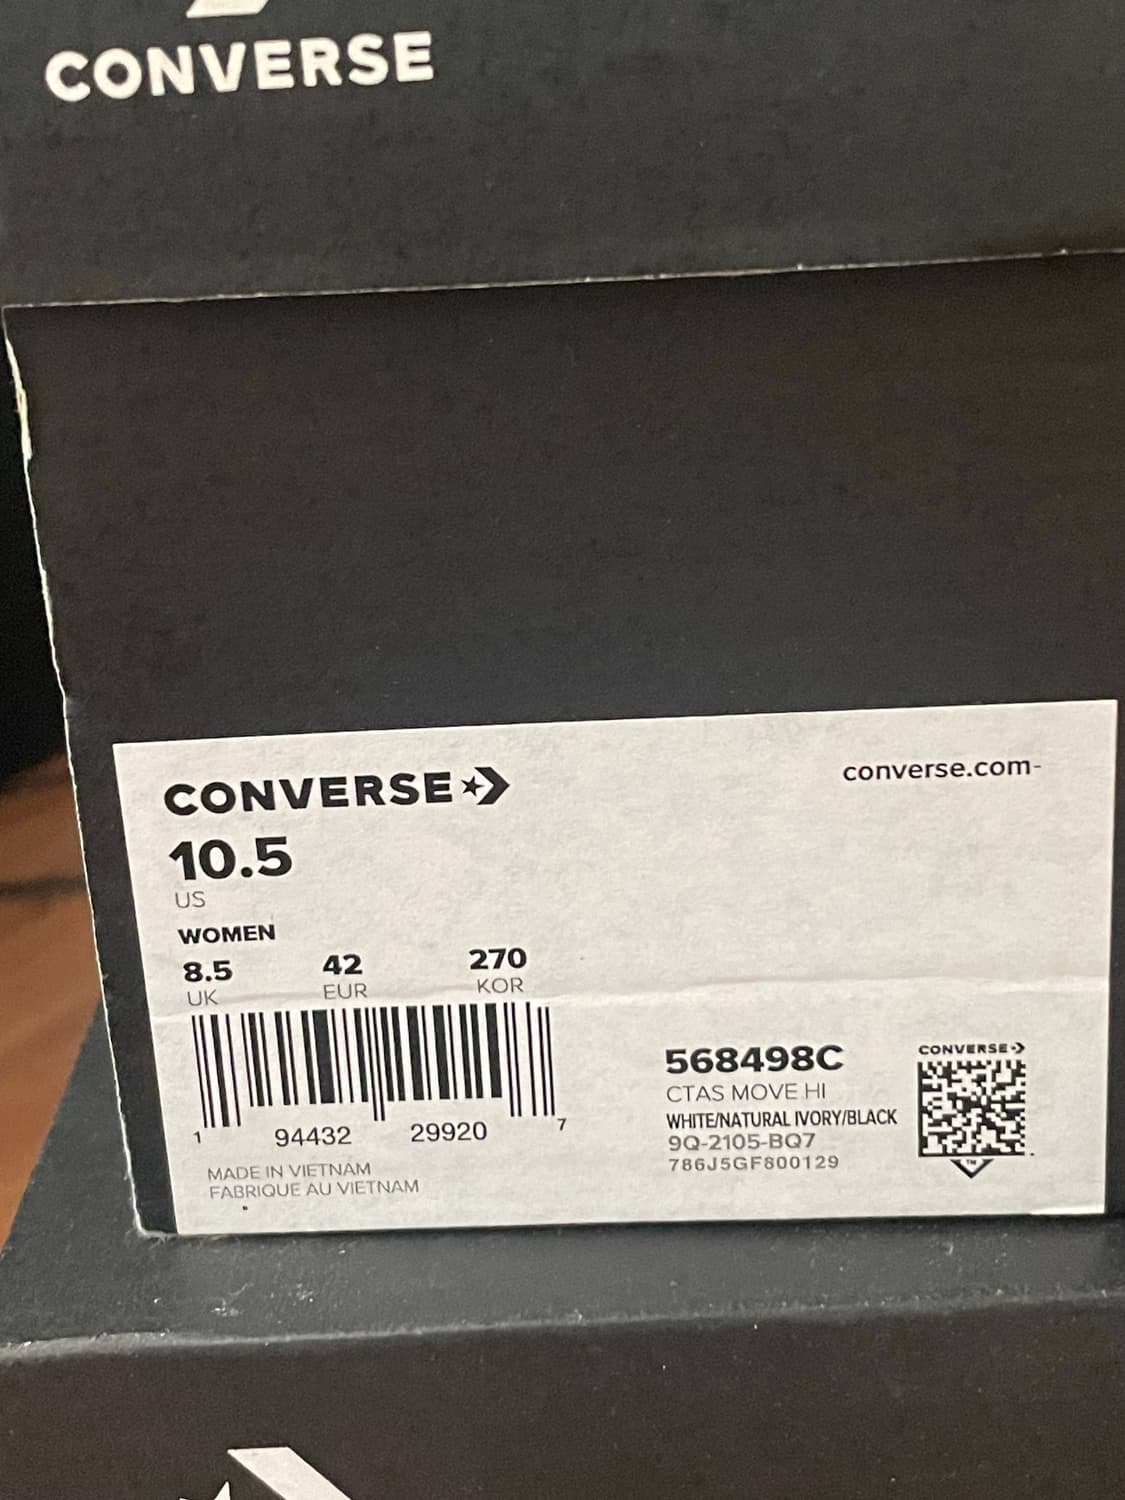 CONVERSE
CONVERSE
converse.com-
10.5
US
WOMEN
8.5 42 270
UK EUR KOR
1 94432 29920 7
MADE IN VIETNAM
FABRIQUE AU VIETNAM
568498C
CTAS MOVE HI
WHITE/NATURAL IVORY/BLACK
9Q-2105-BQ7
786J5GF800129
CONVERSE
TM